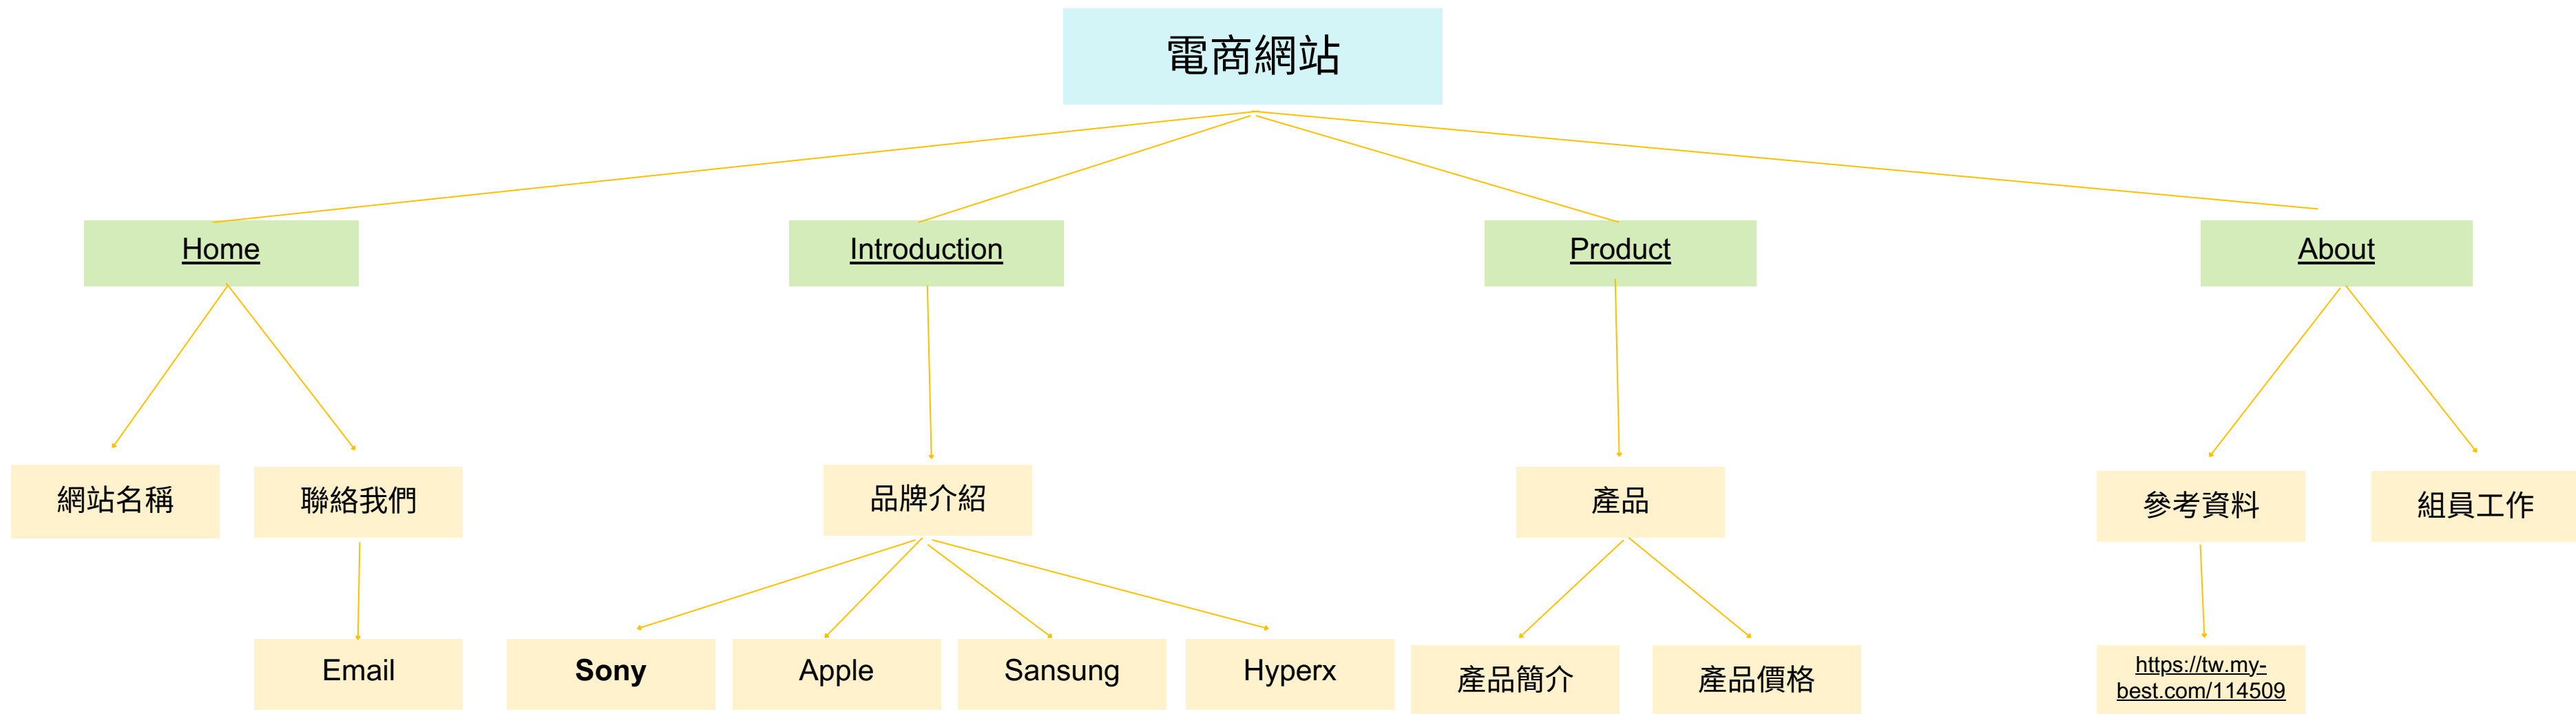 電商網站
Home
Introduction
Product
About
網站名稱
聯絡我們
品牌介紹
產品
參考資料
組員工作
Email
Sony
Apple
Sansung
Hyperx
產品簡介
產品價格
https://tw.my-
best.com/114509